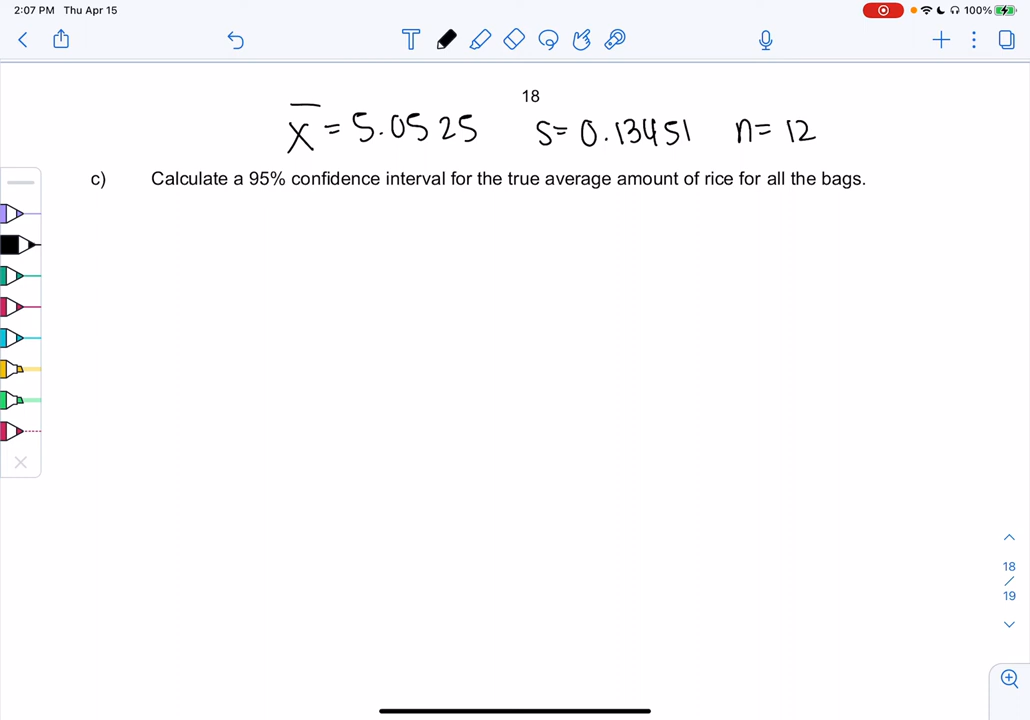 2:07 PM Thu Apr 15
100%
T
18
x̅ = 5.0525 s= 0.13451 n= 12
c) Calculate a 95% confidence interval for the true average amount of rice for all the bags.
18
/
19